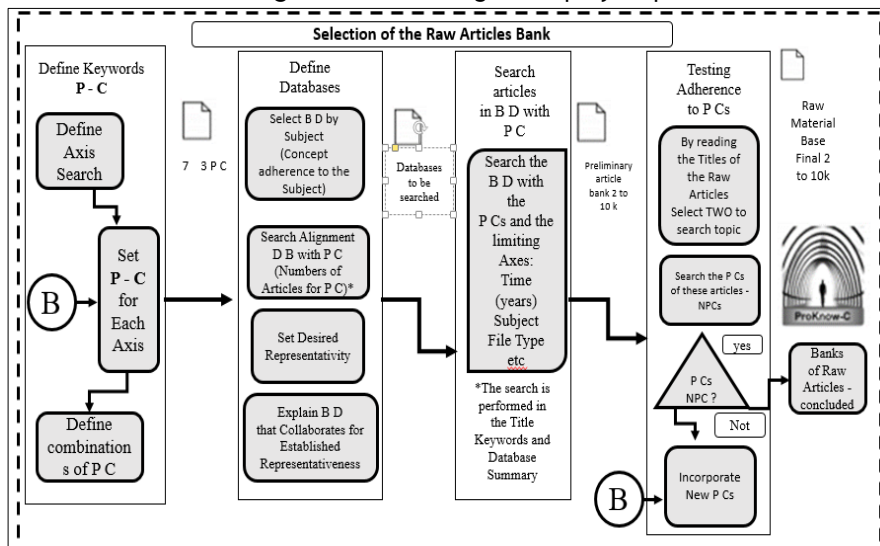 Selection of the Raw Articles Bank
Define Keywords
P - C
Define
Axis
Search
B
Set
P - C
for
Each
Axis
Define
combination
s of P C
7 3 P C
Define
Databases
Select B D by
Subject
(Concept
adherence to the
Subject)
Search Alignment
D B with P C
(Numbers of
Articles for P C)*
Set Desired
Representativity
Explain B D
that Collaborates for
Established
Representativeness
Databases
to be
searched
Search
articles
in B D with
P C
Search the
B D with
the
P Cs and the
limiting
Axes:
Time
(years)
Subject
File Type
etc
*The search is
performed in
the Title
Keywords and
Database
Summary
Preliminary
article
bank 2 to
10 k
Testing
Adherence
to P Cs
By reading
the Titles of
the Raw
Articles
Select TWO to
search topic
Search the P Cs
of these articles -
NPCs
P Cs
NPC ?
yes
Not
B
Incorporate
New P Cs
Raw
Material
Base
Final 2
to 10k
ProKnow-C
Banks
of Raw
Articles -
concluded